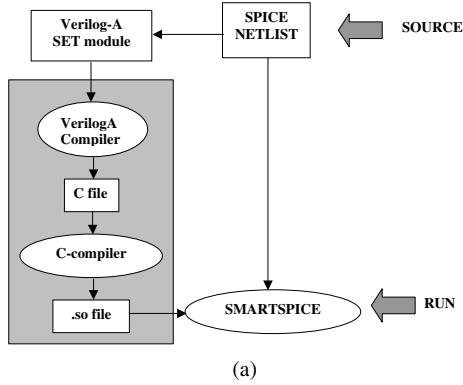 Verilog-A
SET module
SPICE
NETLIST
SOURCE
VerilogA
Compiler
C file
C-compiler
.so file
SMARTSPICE
RUN
(a)